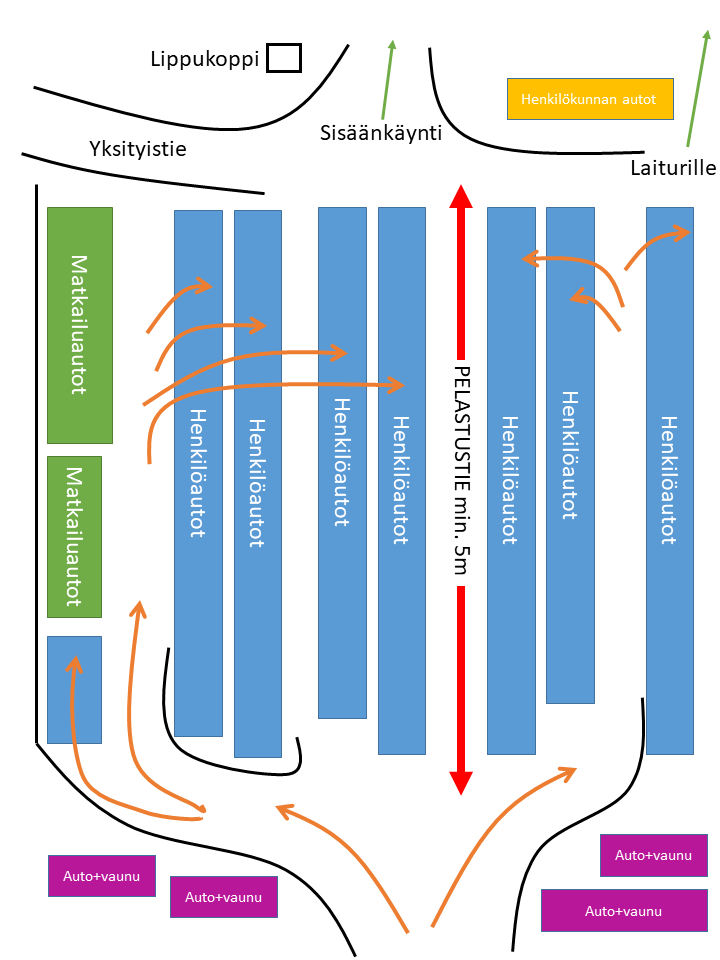 Lippukoppi
Henkilökunnan autot
Sisäänkäynti
Yksityistie
Laiturille
Matkailuautot
Matkailuautot
Henkilöautot
Henkilöautot
Henkilöautot
Henkilöautot
PELASTUSTIE min. 5m
Henkilöautot
Henkilöautot
Henkilöautot
Auto+vaunu
Auto+vaunu
Auto+vaunu
Auto+vaunu